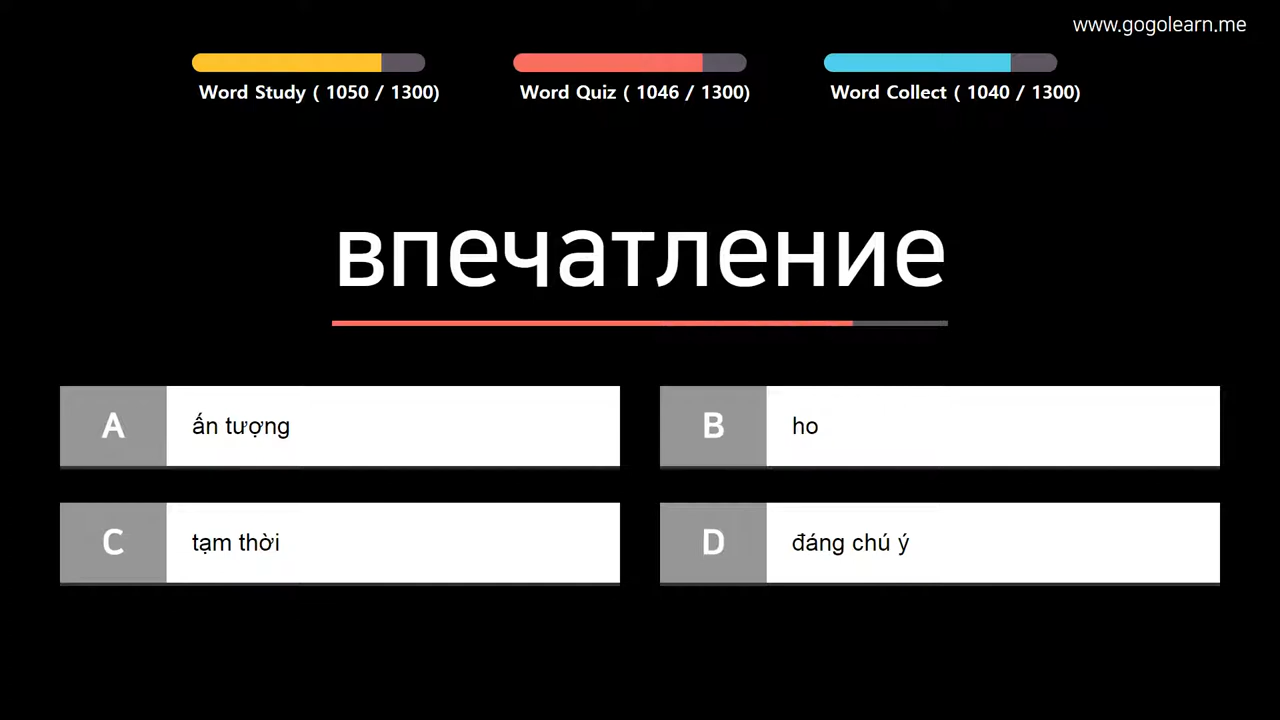 www.gogolearn.me
Word Study ( 1050 / 1300)
Word Quiz ( 1046 / 1300)
Word Collect ( 1040 / 1300)
впечатление
A
ấn tượng
B
ho
C
tạm thời
D
đáng chú ý